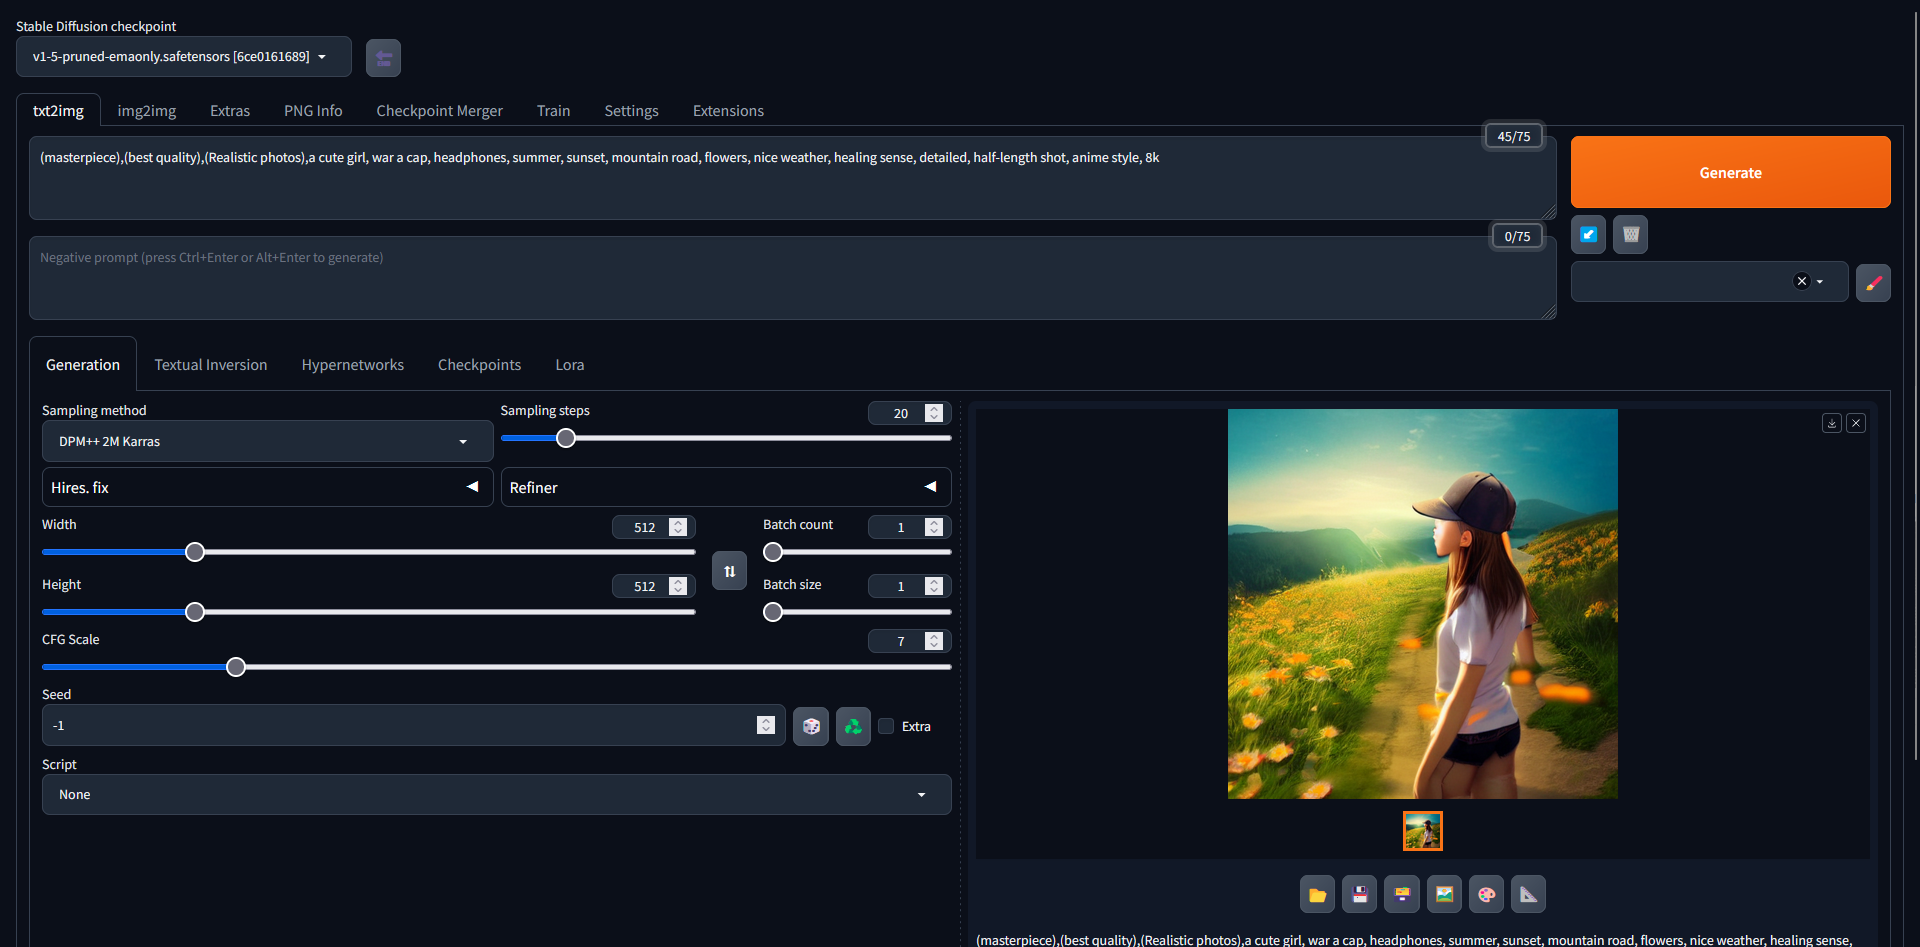 Stable Diffusion checkpoint
v1-5-pruned-emaonly.safetensors [6ce0161689]
txt2img img2img Extras PNG Info Checkpoint Merger Train Settings Extensions
45/75
(masterpiece),(best quality),(Realistic photos),a cute girl, war a cap, headphones, summer, sunset, mountain road, flowers, nice weather, healing sense, detailed, half-length shot, anime style, 8k
Generate
0/75
Negative prompt (press Ctrl+Enter or Alt+Enter to generate)
Generation Textual Inversion Hypernetworks Checkpoints Lora
Sampling method
DPM++ 2M Karras
Sampling steps
20
Hires. fix
Refiner
Width
512
Batch count
1
Height
512
Batch size
1
CFG Scale
7
Seed
-1
Extra
Script
None
(masterpiece),(best quality),(Realistic photos),a cute girl, war a cap, headphones, summer, sunset, mountain road, flowers, nice weather, healing sense,